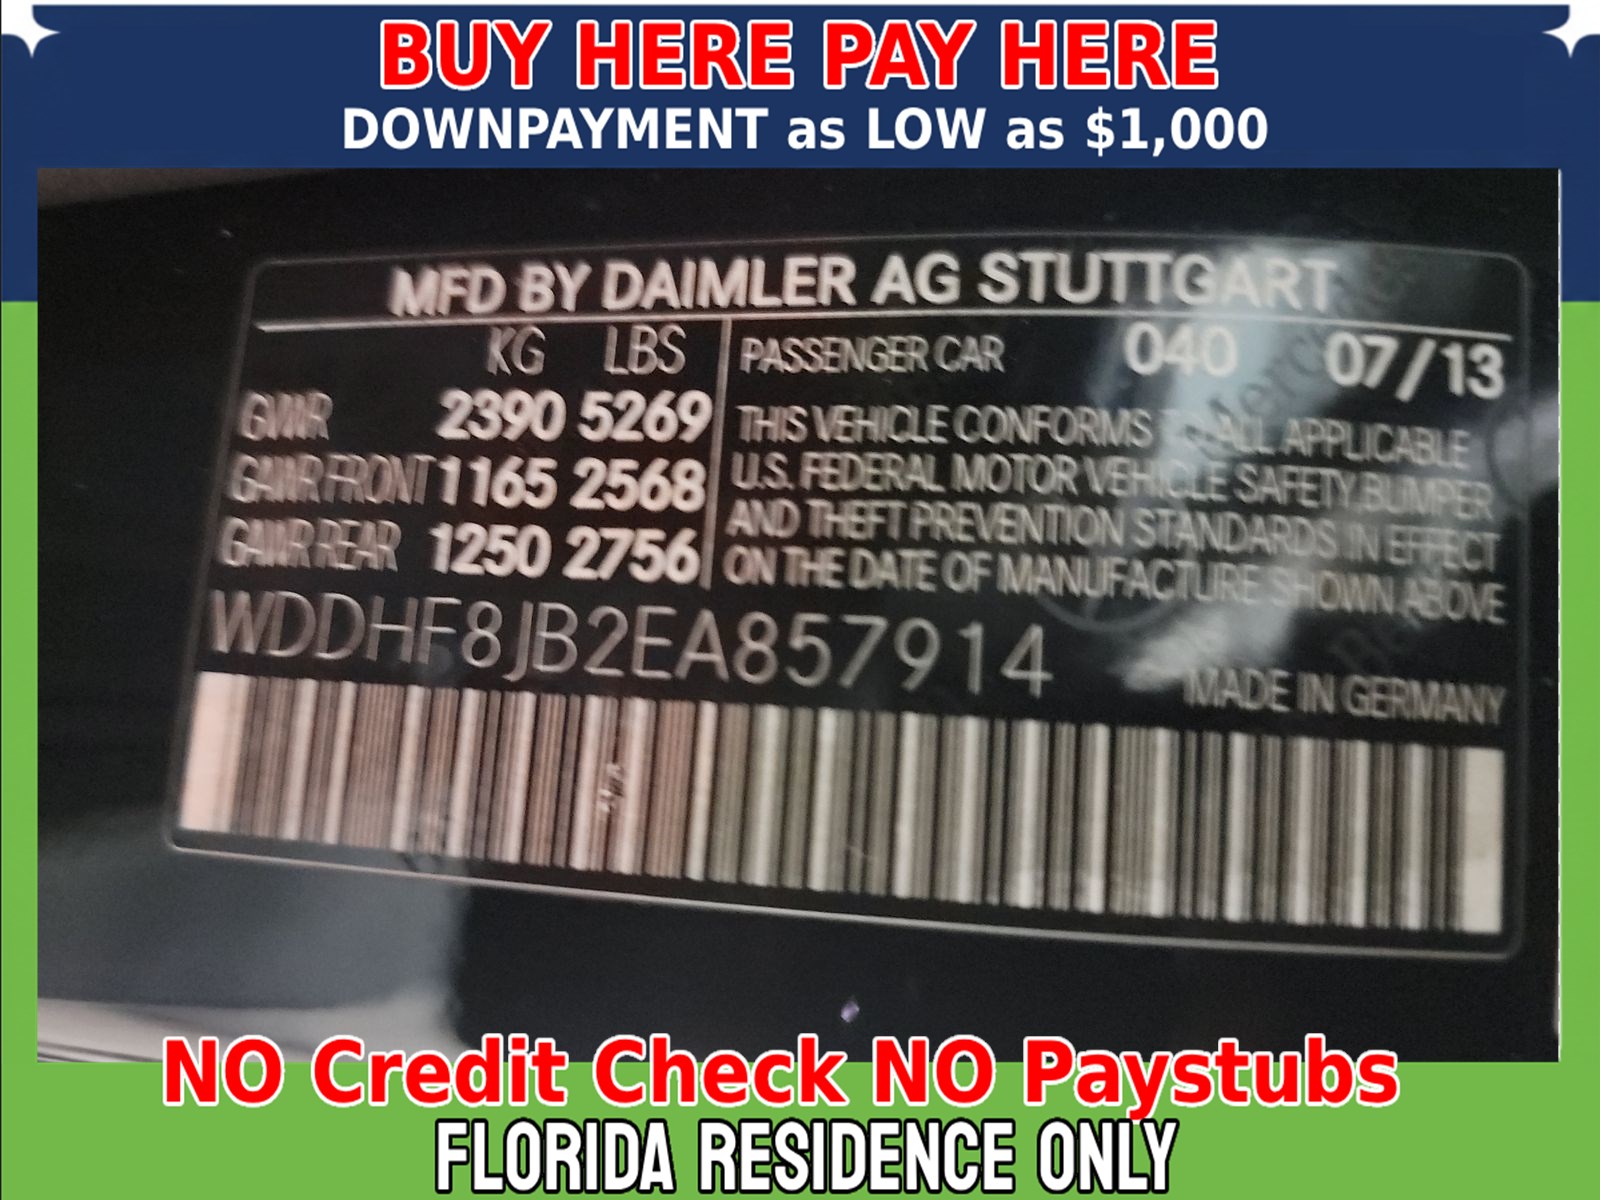 BUY HERE PAY HERE
DOWNPAYMENT as LOW as $1,000
MFD BY DAIMLER AG STUTTGART
KG LBS
GVWR 2390 5269
GAWR FRONT 1165 2568
GAWR REAR 1250 2756
PASSENGER CAR 040 07/13
THIS VEHICLE CONFORMS TO ALL APPLICABLE
U.S. FEDERAL MOTOR VEHICLE SAFETY, BUMPER
AND THEFT PREVENTION STANDARDS IN EFFECT
ON THE DATE OF MANUFACTURE SHOWN ABOVE
WDDHF8JB2EA857914
MADE IN GERMANY
NO Credit Check NO Paystubs
FLORIDA RESIDENCE ONLY